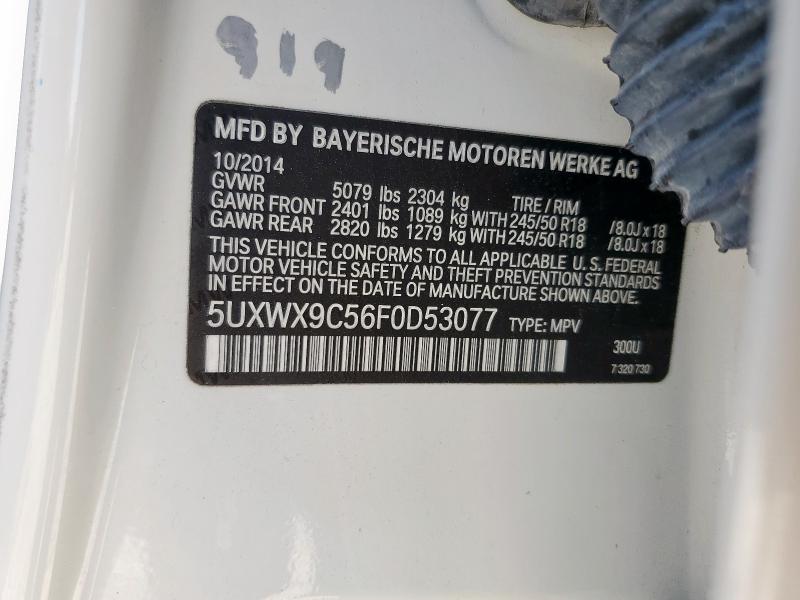 919
MFD BY BAYERISCHE MOTOREN WERKE AG
10/2014
GVWR 5079 lbs 2304 kg TIRE / RIM
GAWR FRONT 2401 lbs 1089 kg WITH 245/50 R18 /8.0J x 18
GAWR REAR 2820 lbs 1279 kg WITH 245/50 R18 /8.0J x 18
THIS VEHICLE CONFORMS TO ALL APPLICABLE U. S. FEDERAL
MOTOR VEHICLE SAFETY AND THEFT PREVENTION STANDARDS
IN EFFECT ON THE DATE OF MANUFACTURE SHOWN ABOVE.
5UXWX9C56F0D53077 TYPE: MPV
300U
7 320 730